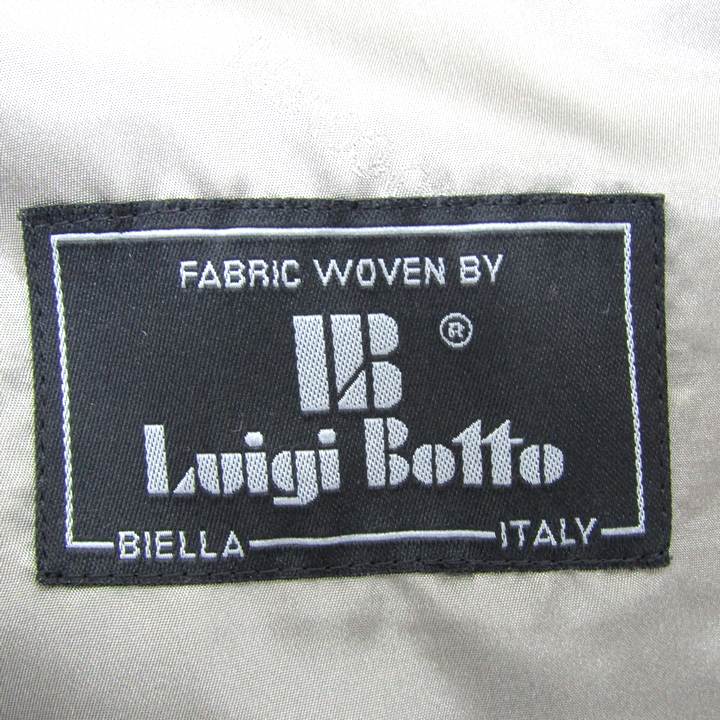 FABRIC WOVEN BY
LB ®
Luigi Botto
BIELLA ITALY